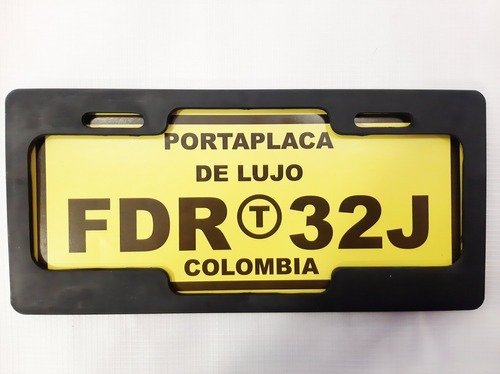 PORTAPLACA
DE LUJO
FDR T 32J
COLOMBIA